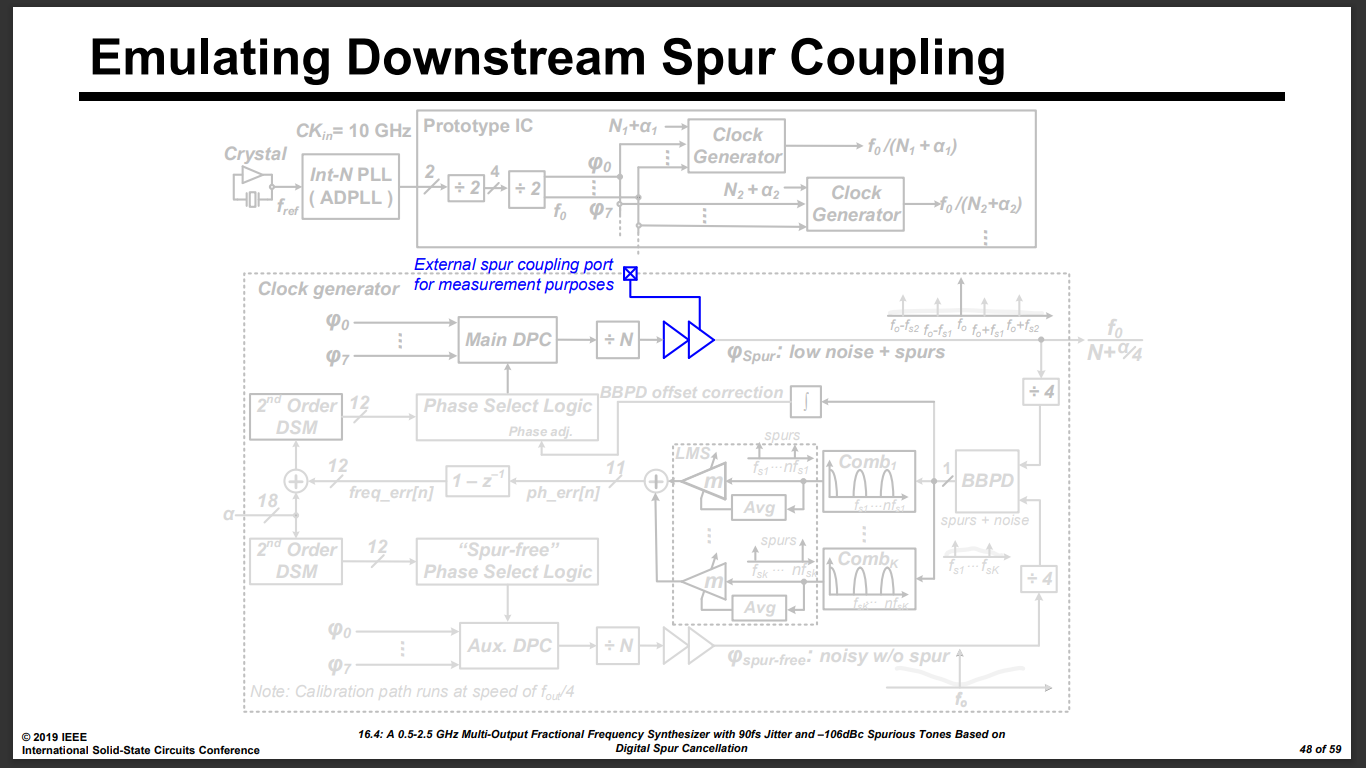 Emulating Downstream Spur Coupling
Prototype IC
CKin= 10 GHz
Crystal
fref
Int-N PLL
( ADPLL )
2
÷ 2
4
÷ 2
f0
φ0
⋮
φ7
N1+α1
⋮
Clock
Generator
f0 /(N1 + α1)
N2 + α2
⋮
Clock
Generator
f0 /(N2+α2)
⋮
External spur coupling port
for measurement purposes
Clock generator
φ0
⋮
φ7
Main DPC
÷ N
φSpur: low noise + spurs
fo-fs2 fo-fs1 fo fo+fs1 fo+fs2
f0
N+α/4
÷ 4
2nd Order
DSM
12
Phase Select Logic
Phase adj.
BBPD offset correction
∫
12
freq_err[n]
1 – z–1
ph_err[n]
11
LMS
spurs
fs1 ··· nfs1
m
Avg
Comb1
fs1 ··· nfs1
1
BBPD
spurs + noise
fs1 ··· fsK
α
18
⋮
⋮
2nd Order
DSM
12
“Spur-free”
Phase Select Logic
spurs
fsk ··· nfsk
m
Avg
CombK
fsK ··· nfsK
÷ 4
φ0
⋮
φ7
Aux. DPC
÷ N
φspur-free: noisy w/o spur
fo
Note: Calibration path runs at speed of fout/4
© 2019 IEEE
International Solid-State Circuits Conference
16.4: A 0.5-2.5 GHz Multi-Output Fractional Frequency Synthesizer with 90fs Jitter and –106dBc Spurious Tones Based on
Digital Spur Cancellation
48 of 59